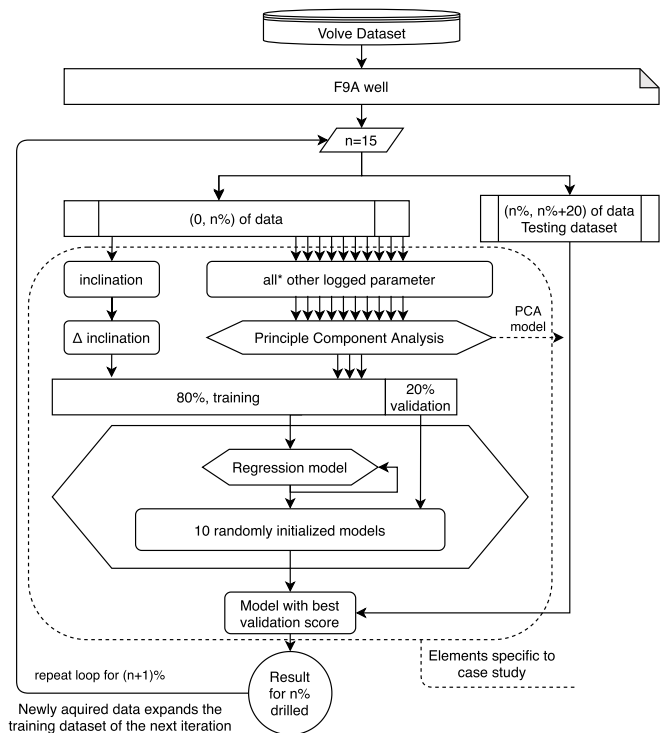 Volve Dataset
F9A well
n=15
(0, n%) of data
(n%, n%+20) of data
Testing dataset
inclination
all* other logged parameter
PCA
model
Δ inclination
Principle Component Analysis
80%, training
20%
validation
Regression model
10 randomly initialized models
Model with best
validation score
Elements specific to
case study
repeat loop for (n+1)%
Result
for n%
drilled
Newly aquired data expands the
training dataset of the next iteration